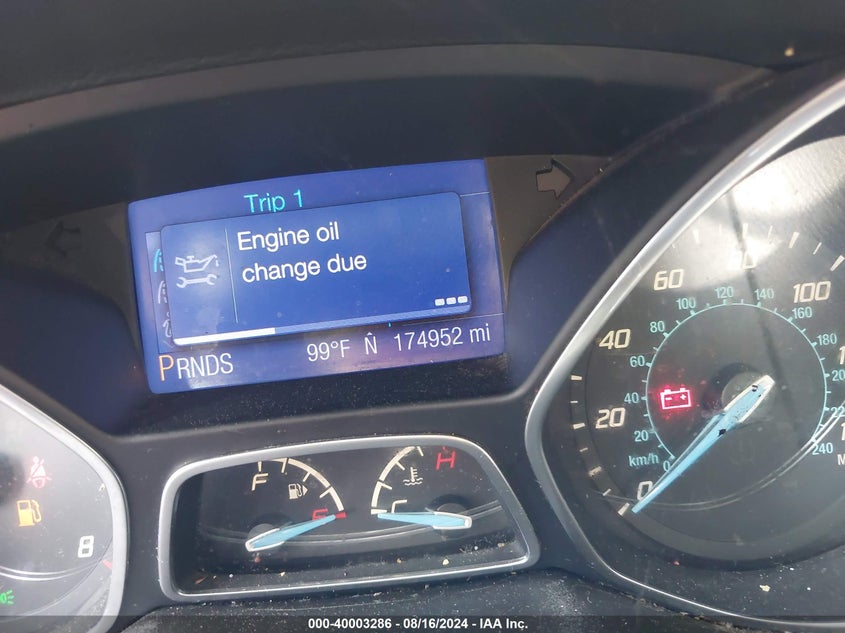 Trip 1
Engine oil
change due
PRNDS 99°F N̂ 174952 mi
F E
C H
8
0 20 40 60 80 100
km/h 0 20 40 60 80 100 120 140 160 240
000-40003286 - 08/16/2024 - IAA Inc.